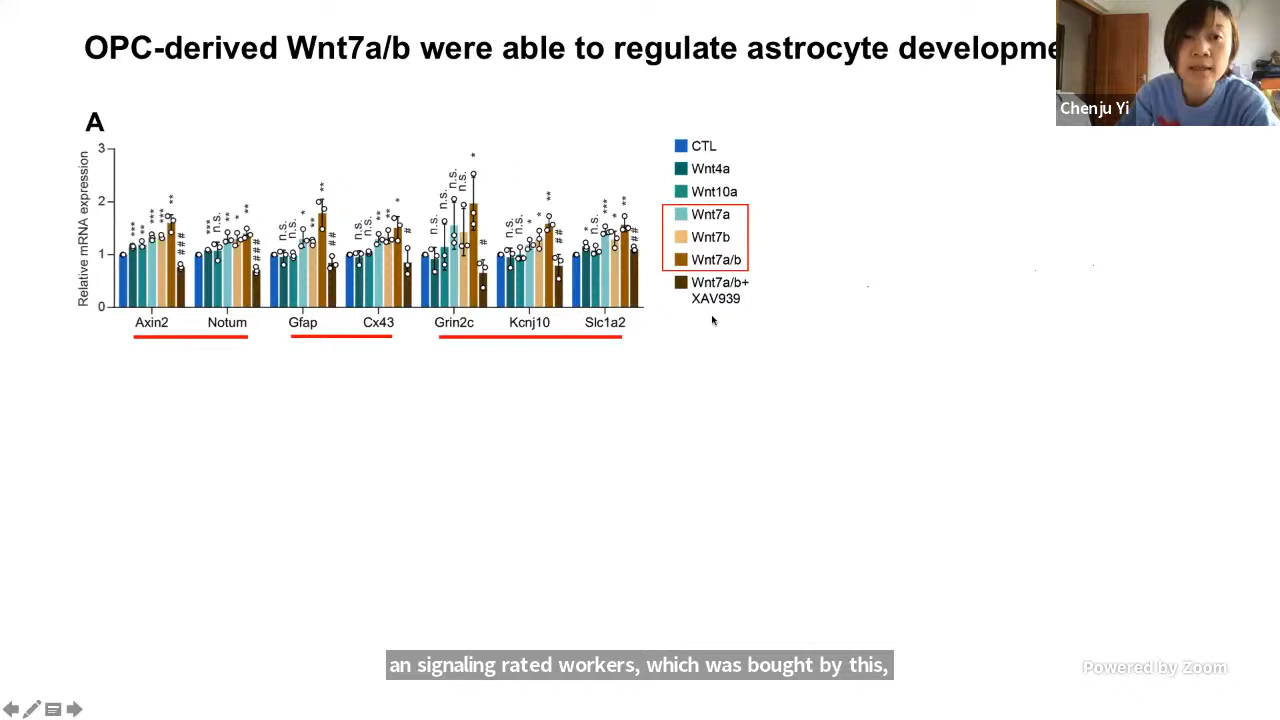 OPC-derived Wnt7a/b were able to regulate astrocyte developme
Chenju Yi
A
Relative mRNA expression
3
2
1
0
*** ** *** *** ** ###
*** n.s. ** * ** ###
n.s. n.s. * ** ** ##
n.s. n.s. ** ** * #
n.s. n.s. n.s. n.s. * #
n.s. n.s. * * ** ##
* n.s. *** * ** ##
Axin2 Notum Gfap Cx43 Grin2c Kcnj10 Slc1a2
CTL
Wnt4a
Wnt10a
Wnt7a
Wnt7b
Wnt7a/b
Wnt7a/b+
XAV939
an signaling rated workers, which was bought by this,
Powered by Zoom